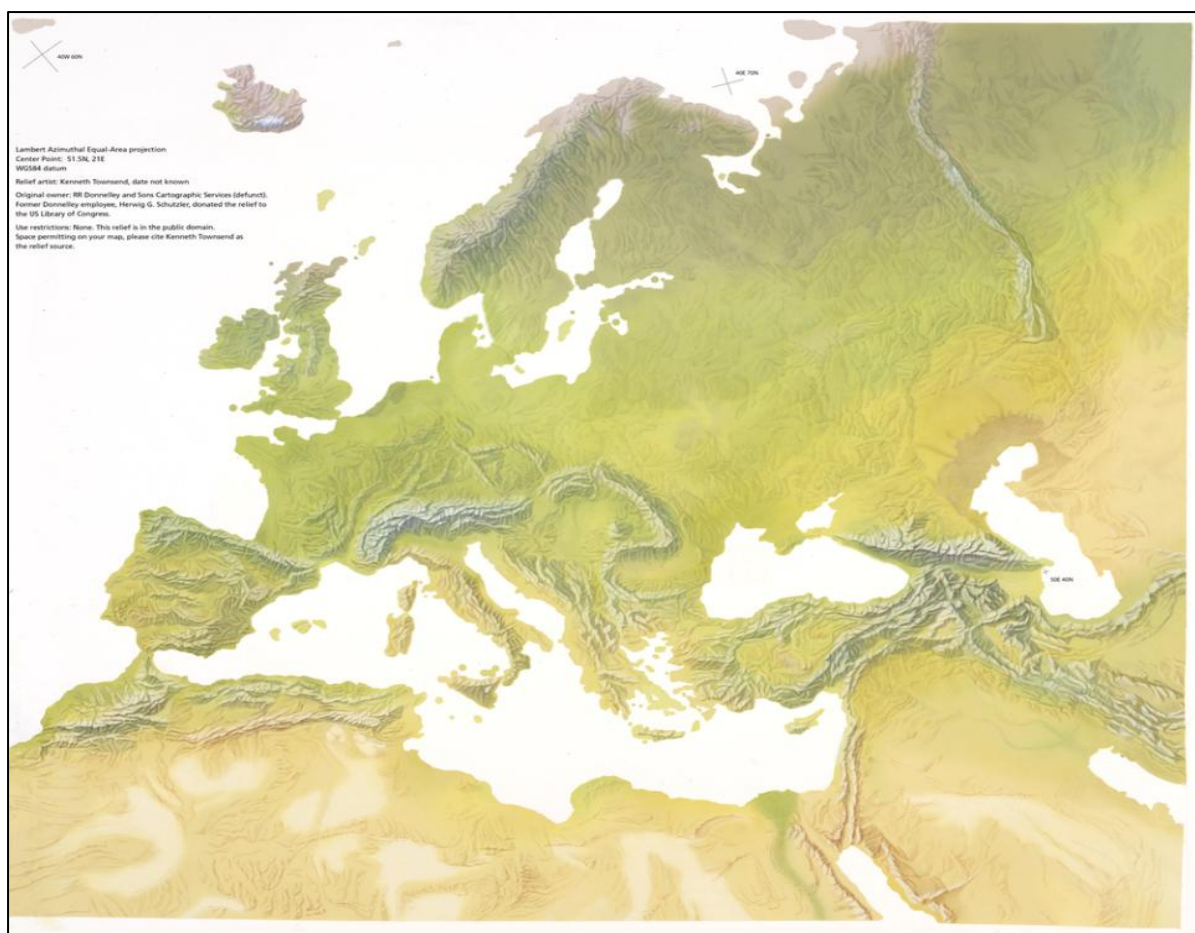 40W 60N
40E 70N
Lambert Azimuthal Equal-Area projection
Center Point:  51.5N, 21E
WGS84 datum
Relief artist: Kenneth Townsend, date not known
Original owner: RR Donnelley and Sons Cartographic Services (defunct).
Former Donnelley employee, Herwig G. Schutzler, donated the relief to
the US Library of Congress.
Use restrictions: None. This relief is in the public domain.
Space permitting on your map, please cite Kenneth Townsend as
the relief source.
50E 40N